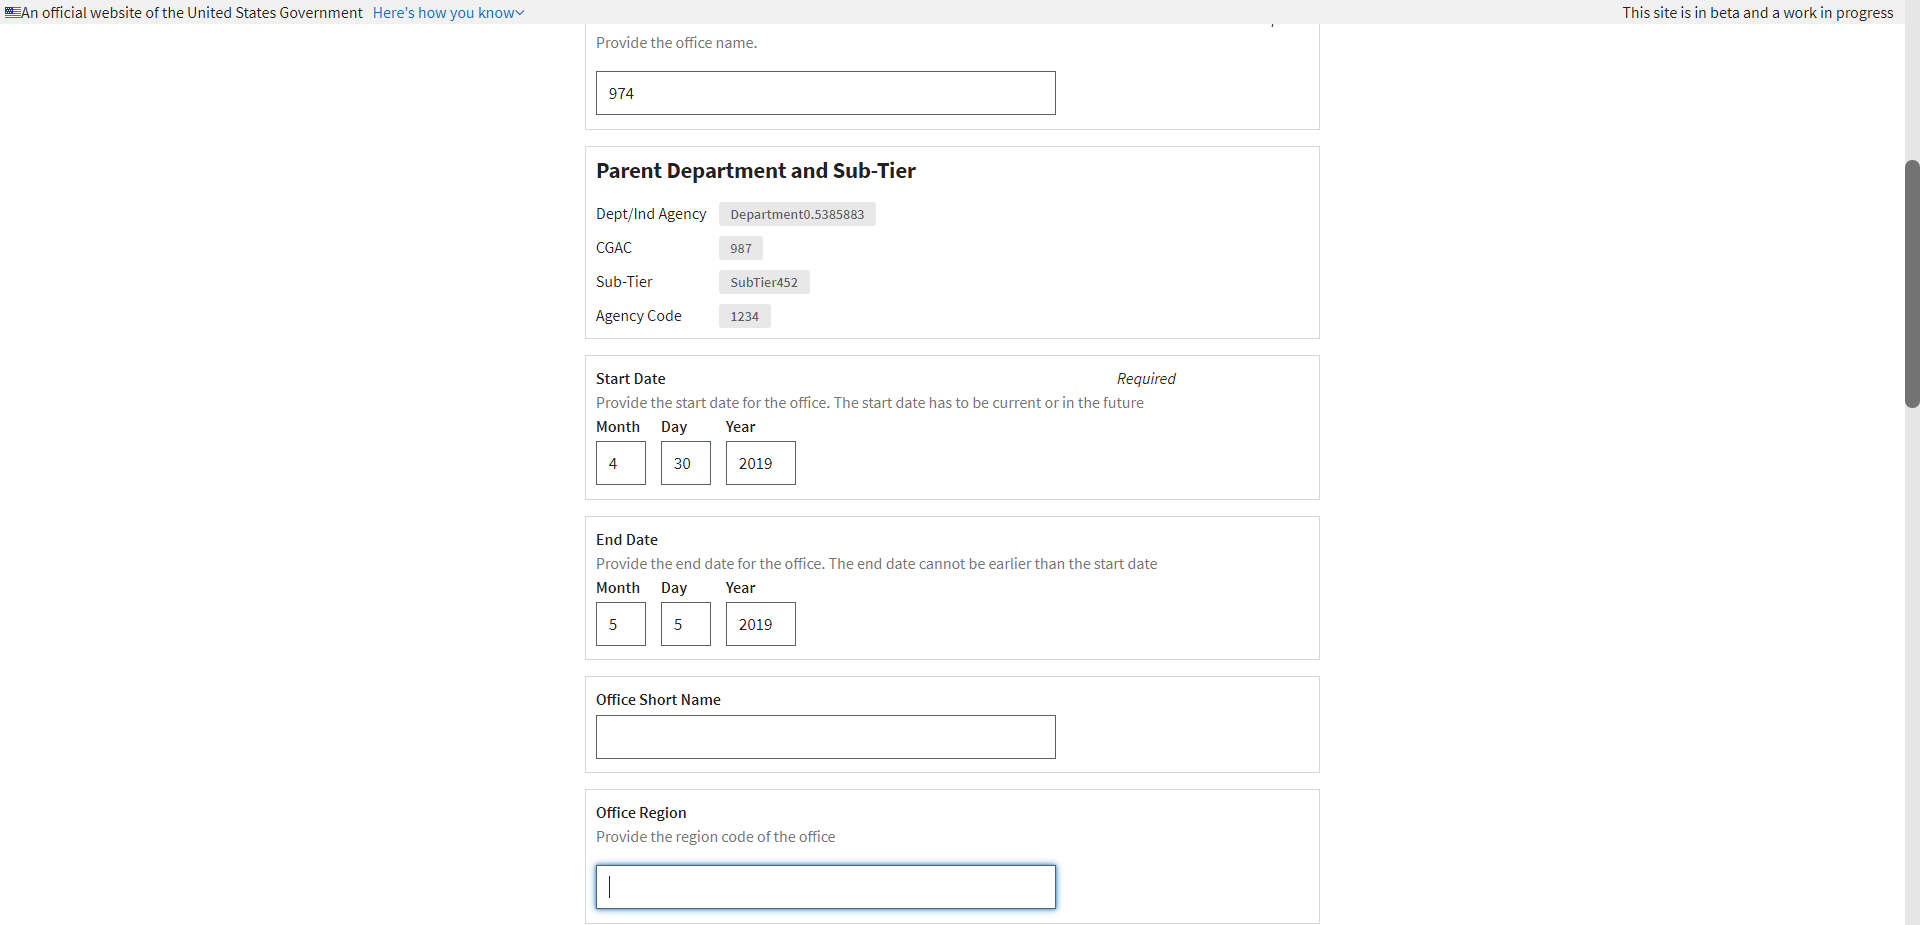 An official website of the United States Government Here's how you know
This site is in beta and a work in progress
Provide the office name.
974
Parent Department and Sub-Tier
Dept/Ind Agency Department0.5385883
CGAC 987
Sub-Tier SubTier452
Agency Code 1234
Start Date Required
Provide the start date for the office. The start date has to be current or in the future
Month Day Year
4 30 2019
End Date
Provide the end date for the office. The end date cannot be earlier than the start date
Month Day Year
5 5 2019
Office Short Name
Office Region
Provide the region code of the office